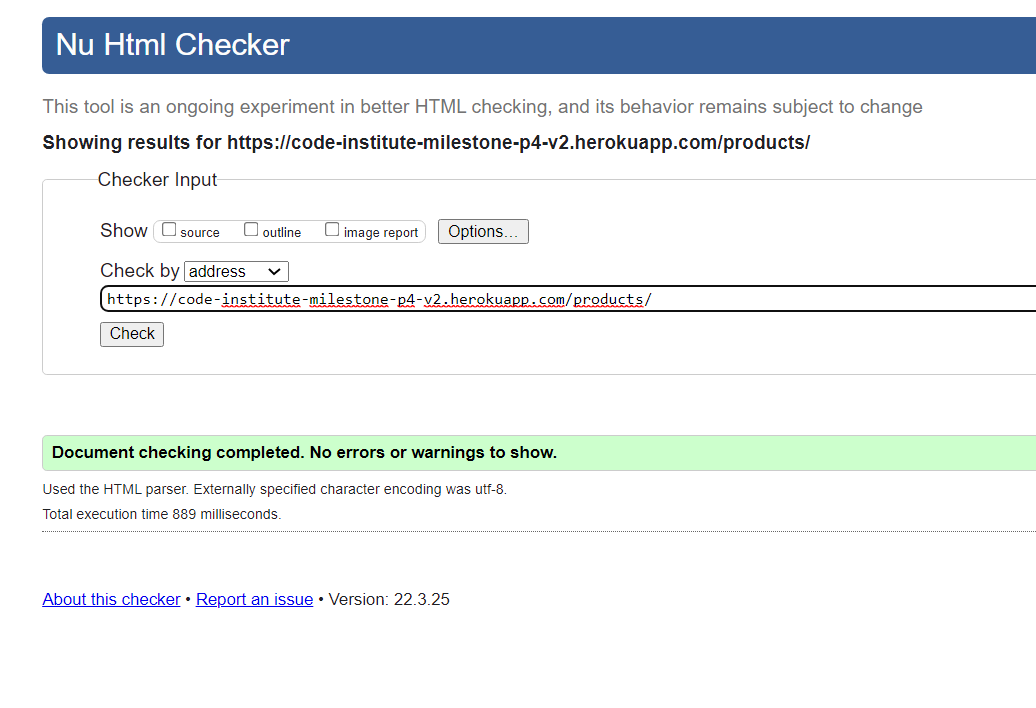 Nu Html Checker
This tool is an ongoing experiment in better HTML checking, and its behavior remains subject to change
Showing results for https://code-institute-milestone-p4-v2.herokuapp.com/products/
Checker Input
Show source outline image report Options...
Check by address
https://code-institute-milestone-p4-v2.herokuapp.com/products/
Check
Document checking completed. No errors or warnings to show.
Used the HTML parser. Externally specified character encoding was utf-8.
Total execution time 889 milliseconds.
About this checker • Report an issue • Version: 22.3.25